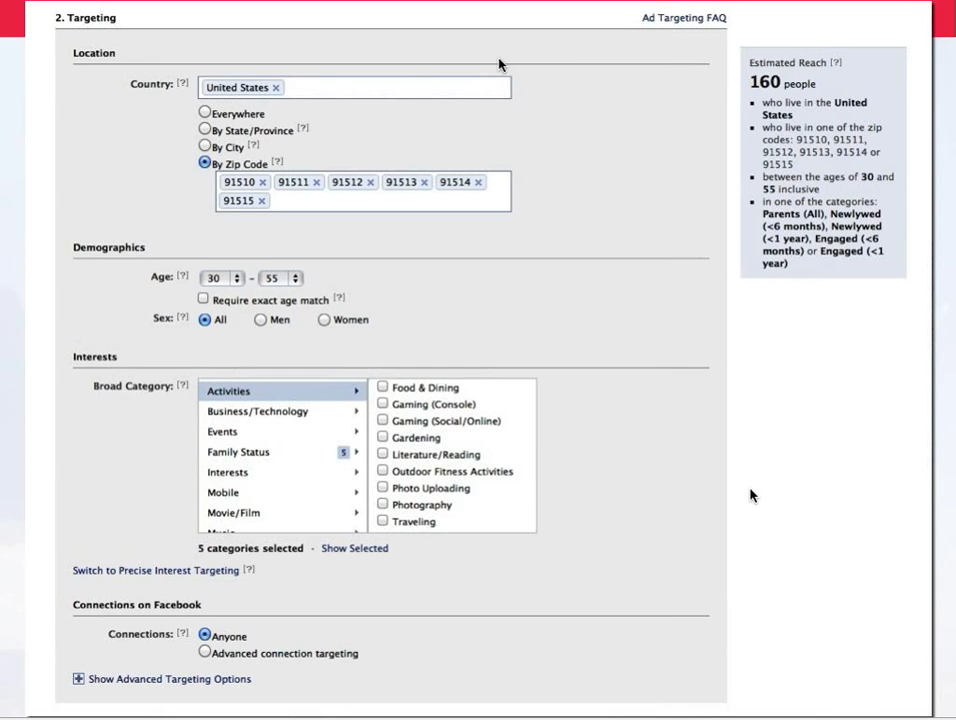 2. Targeting
Ad Targeting FAQ
Location
Country: [?] United States ×
Everywhere
By State/Province [?]
By City [?]
By Zip Code [?]
91510 × 91511 × 91512 × 91513 × 91514 ×
91515 ×
Demographics
Age: [?] 30 - 55
Require exact age match [?]
Sex: [?] All Men Women
Interests
Broad Category: [?]
Activities
Business/Technology
Events
Family Status 5
Interests
Mobile
Movie/Film
Food & Dining
Gaming (Console)
Gaming (Social/Online)
Gardening
Literature/Reading
Outdoor Fitness Activities
Photo Uploading
Photography
Traveling
5 categories selected - Show Selected
Switch to Precise Interest Targeting [?]
Connections on Facebook
Connections: [?] Anyone
Advanced connection targeting
Show Advanced Targeting Options
Estimated Reach [?]
160 people
who live in the United
States
who live in one of the zip
codes: 91510, 91511,
91512, 91513, 91514 or
91515
between the ages of 30 and
55 inclusive
in one of the categories:
Parents (All), Newlywed
(<6 months), Newlywed
(<1 year), Engaged (<6
months) or Engaged (<1
year)